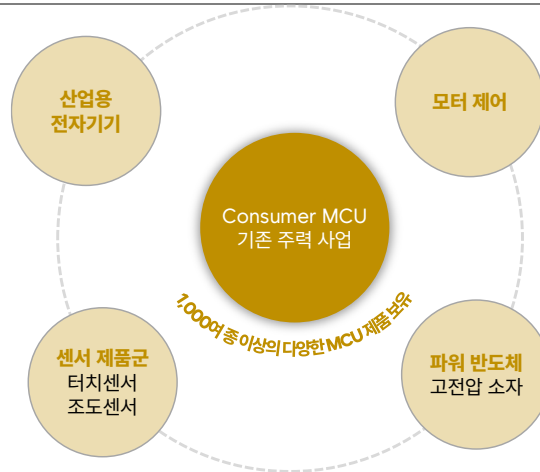 산업용
전자기기
모터 제어
Consumer MCU
기존 주력 사업
1,000여 종 이상의 다양한 MCU 제품 보유
센서 제품군
터치센서
조도센서
파워 반도체
고전압 소자